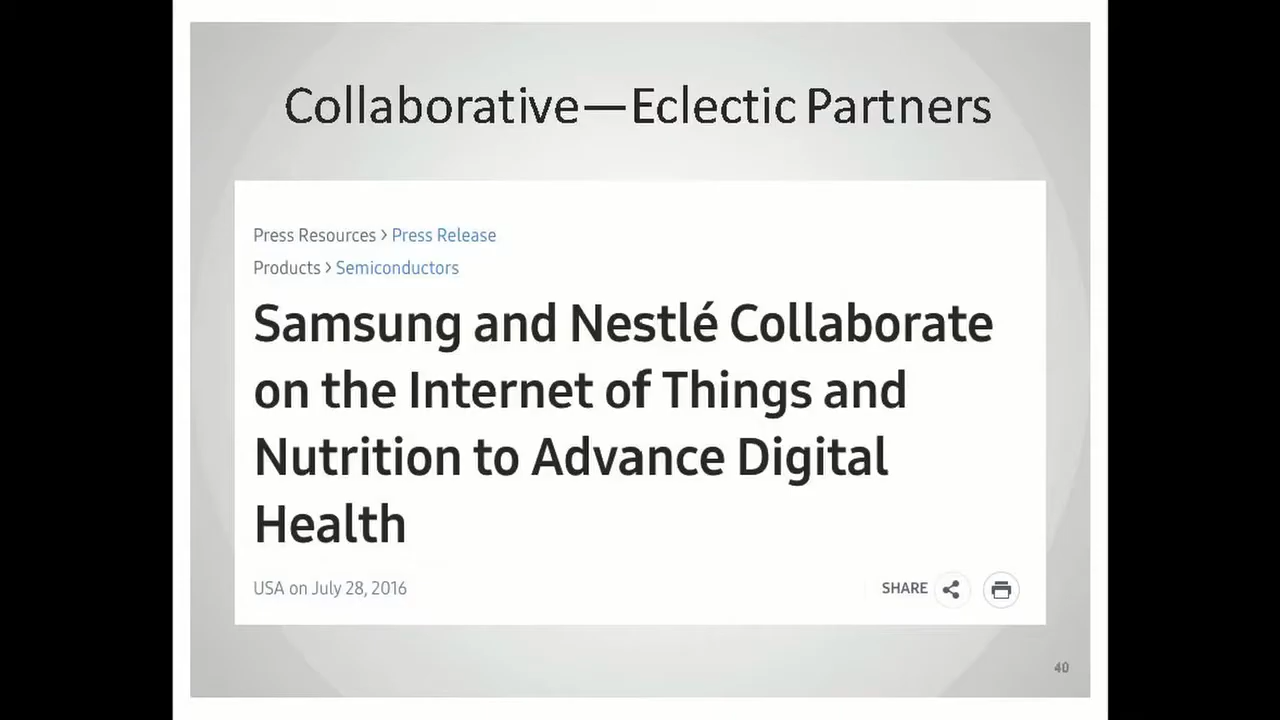 Collaborative—Eclectic Partners
Press Resources > Press Release
Products > Semiconductors
Samsung and Nestlé Collaborate
on the Internet of Things and
Nutrition to Advance Digital
Health
USA on July 28, 2016
SHARE
40